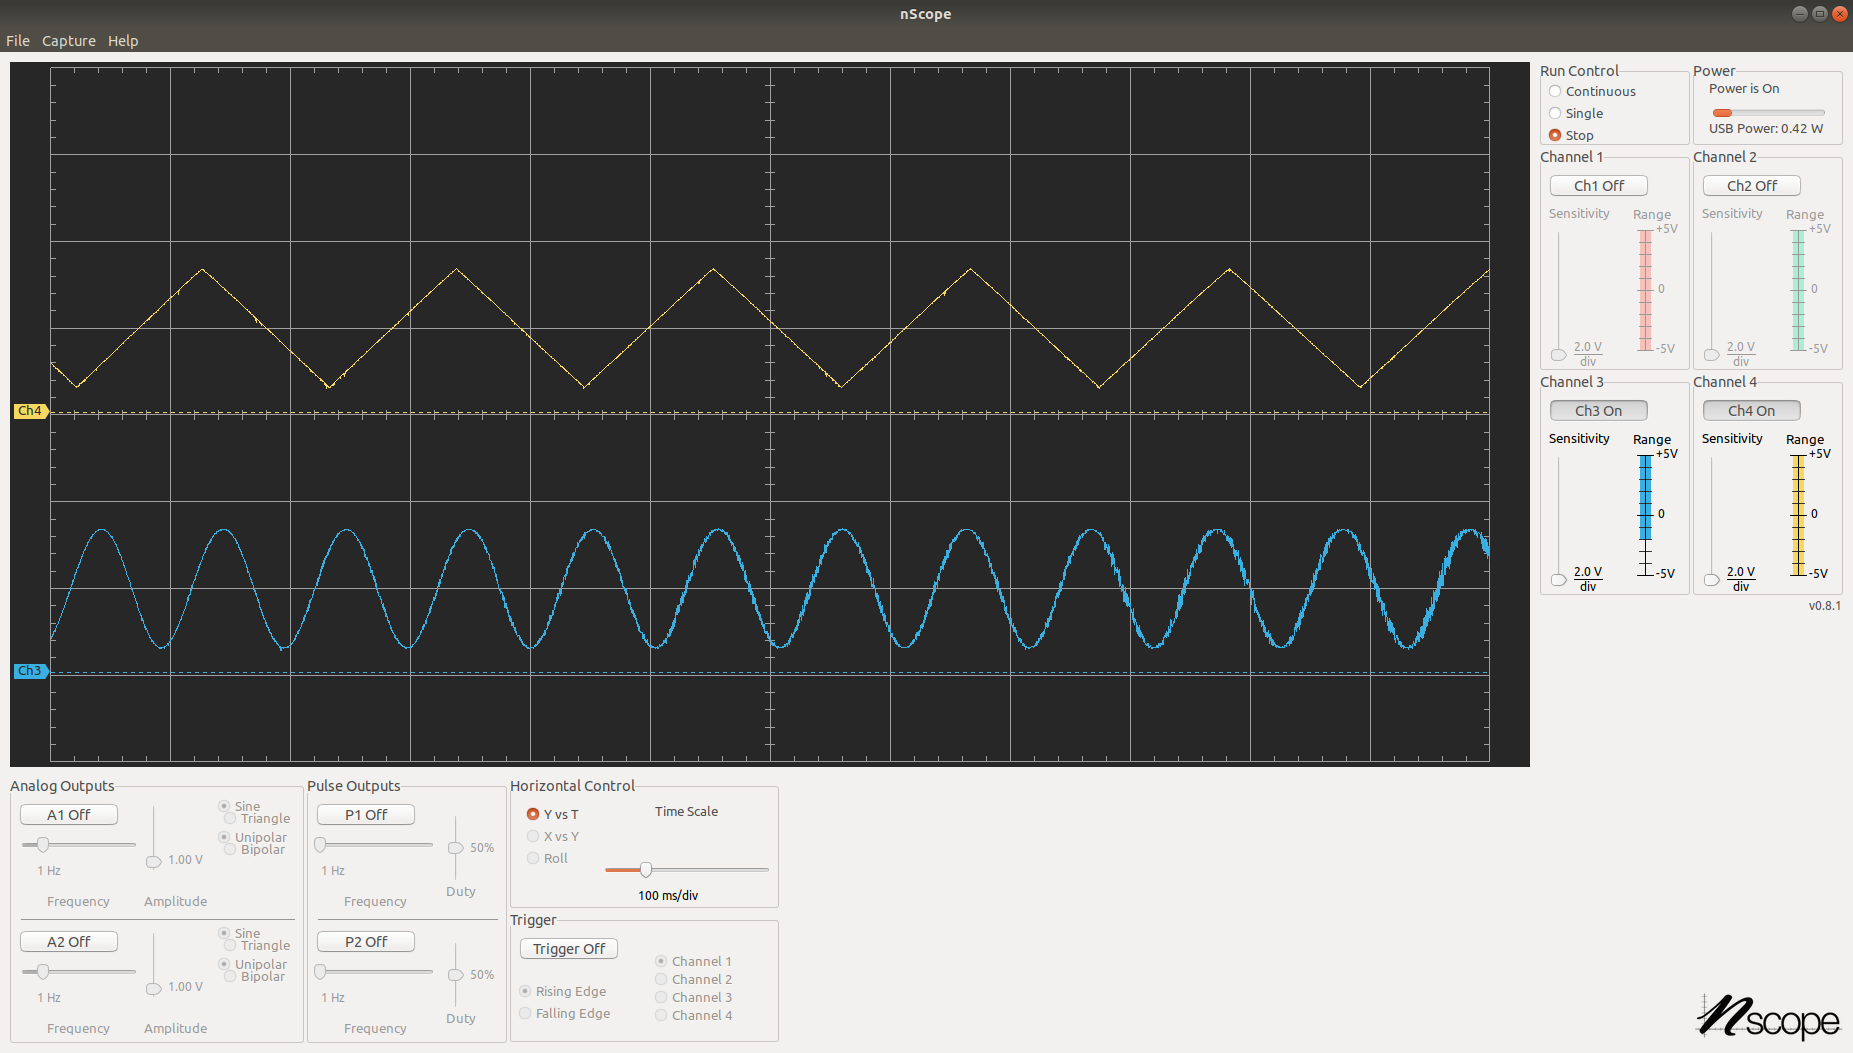 nScope
File Capture Help
Ch4
Ch3
Run Control
Continuous
Single
Stop
Power
Power is On
USB Power: 0.42 W
Channel 1
Ch1 Off
Sensitivity Range
+5V
0
-5V
2.0 V
div
Channel 2
Ch2 Off
Sensitivity Range
+5V
0
-5V
2.0 V
div
Channel 3
Ch3 On
Sensitivity Range
+5V
0
-5V
2.0 V
div
Channel 4
Ch4 On
Sensitivity Range
+5V
0
-5V
2.0 V
div
v0.8.1
Analog Outputs
A1 Off
1 Hz
Frequency
1.00 V
Amplitude
Sine
Triangle
Unipolar
Bipolar
A2 Off
1 Hz
Frequency
1.00 V
Amplitude
Sine
Triangle
Unipolar
Bipolar
Pulse Outputs
P1 Off
1 Hz
Frequency
50%
Duty
P2 Off
1 Hz
Frequency
50%
Duty
Horizontal Control
Y vs T
X vs Y
Roll
Time Scale
100 ms/div
Trigger
Trigger Off
Rising Edge
Falling Edge
Channel 1
Channel 2
Channel 3
Channel 4
nscope